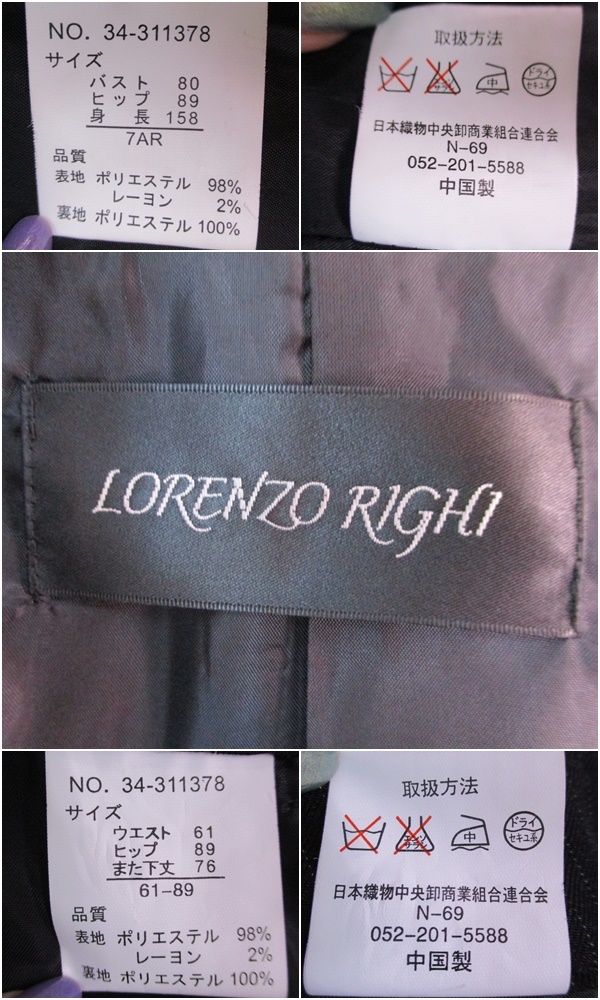 NO. 34-311378
サイズ
バスト 80
ヒップ 89
身長 158
7AR
品質
表地 ポリエステル 98%
レーヨン 2%
裏地 ポリエステル 100%
取扱方法
中
ドライ
セキユ系
日本織物中央卸商業組合連合会
N-69
052-201-5588
中国製
LORENZO RIGHI
NO. 34-311378
サイズ
ウエスト 61
ヒップ 89
また下丈 76
61-89
品質
表地 ポリエステル 98%
レーヨン 2%
裏地 ポリエステル 100%
取扱方法
中
ドライ
セキユ系
日本織物中央卸商業組合連合会
N-69
052-201-5588
中国製